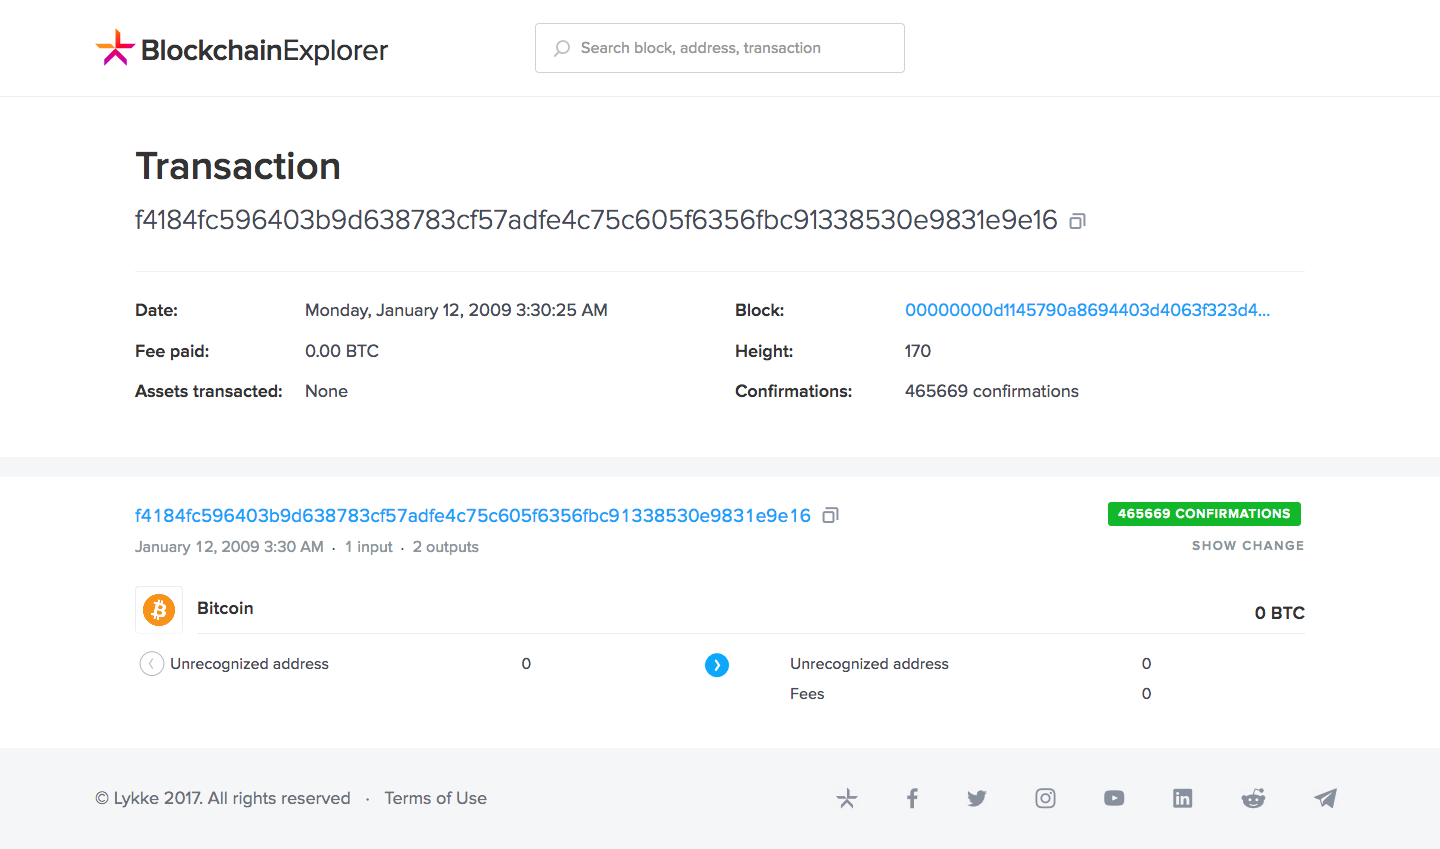 BlockchainExplorer
Search block, address, transaction
Transaction
f4184fc596403b9d638783cf57adfe4c75c605f6356fbc91338530e9831e9e16
Date: Monday, January 12, 2009 3:30:25 AM
Block: 00000000d1145790a8694403d4063f323d4...
Fee paid: 0.00 BTC
Height: 170
Assets transacted: None
Confirmations: 465669 confirmations
f4184fc596403b9d638783cf57adfe4c75c605f6356fbc91338530e9831e9e16
465669 CONFIRMATIONS
January 12, 2009 3:30 AM · 1 input · 2 outputs
SHOW CHANGE
Bitcoin
0 BTC
Unrecognized address 0
Unrecognized address 0
Fees 0
© Lykke 2017. All rights reserved · Terms of Use